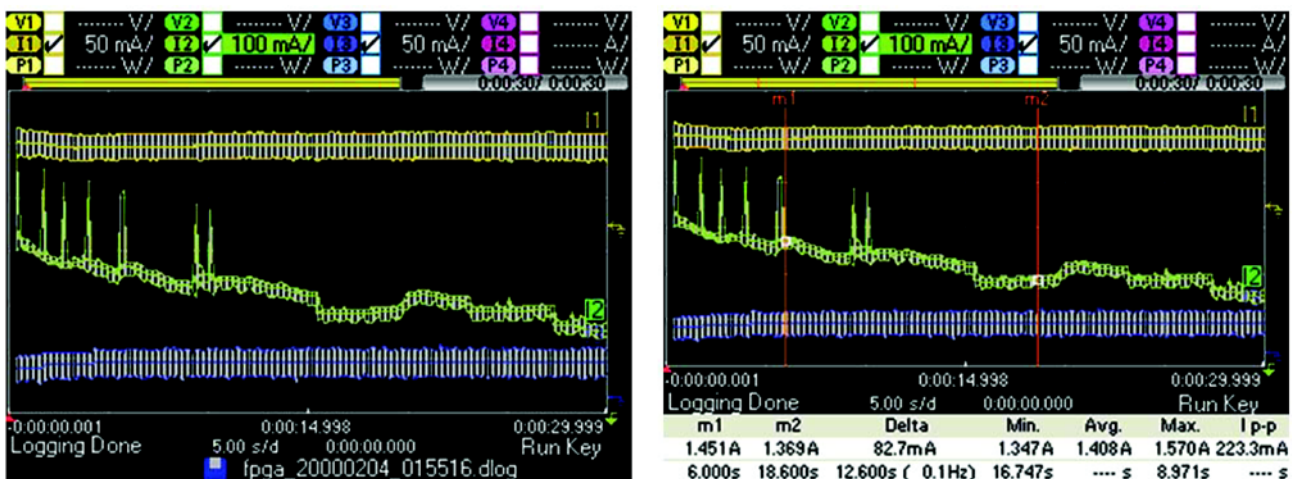 V1 ------ V/ V2 ------ V/ V3 ------ V/ V4 ------ V/
I1 ✓ 50 mA/ I2 ✓ 100 mA/ I3 ✓ 50 mA/ I4 ------ A/
P1 ------ W/ P2 ------ W/ P3 ------ W/ P4 ------ W/
0:00:30/ 0:00:30
I1
I2
-0:00:00.001 0:00:14.998 0:00:29.999
Logging Done 5.00 s/d 0:00:00.000 Run Key
fpga_20000204_015516.dlog
V1 ------ V/ V2 ------ V/ V3 ------ V/ V4 ------ V/
I1 ✓ 50 mA/ I2 ✓ 100 mA/ I3 ✓ 50 mA/ I4 ------ A/
P1 ------ W/ P2 ------ W/ P3 ------ W/ P4 ------ W/
0:00:30/ 0:00:30
m1 m2
I1
I2
-0:00:00.001 0:00:14.998 0:00:29.999
Logging Done 5.00 s/d 0:00:00.000 Run Key
m1 m2 Delta Min. Avg. Max. I p-p
1.451 A 1.369 A 82.7mA 1.347 A 1.408 A 1.570 A 223.3mA
6.000s 18.600s 12.600s ( 0.1Hz) 16.747s ---- s 8.971s